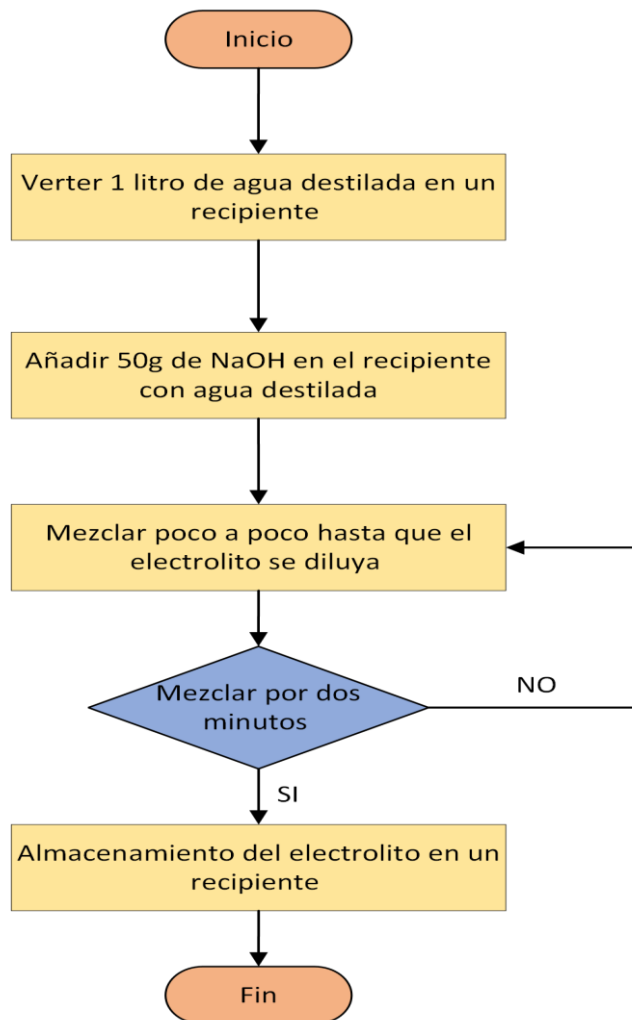 Inicio
Verter 1 litro de agua destilada en un
recipiente
Añadir 50g de NaOH en el recipiente
con agua destilada
Mezclar poco a poco hasta que el
electrolito se diluya
Mezclar por dos
minutos
NO
SI
Almacenamiento del electrolito en un
recipiente
Fin